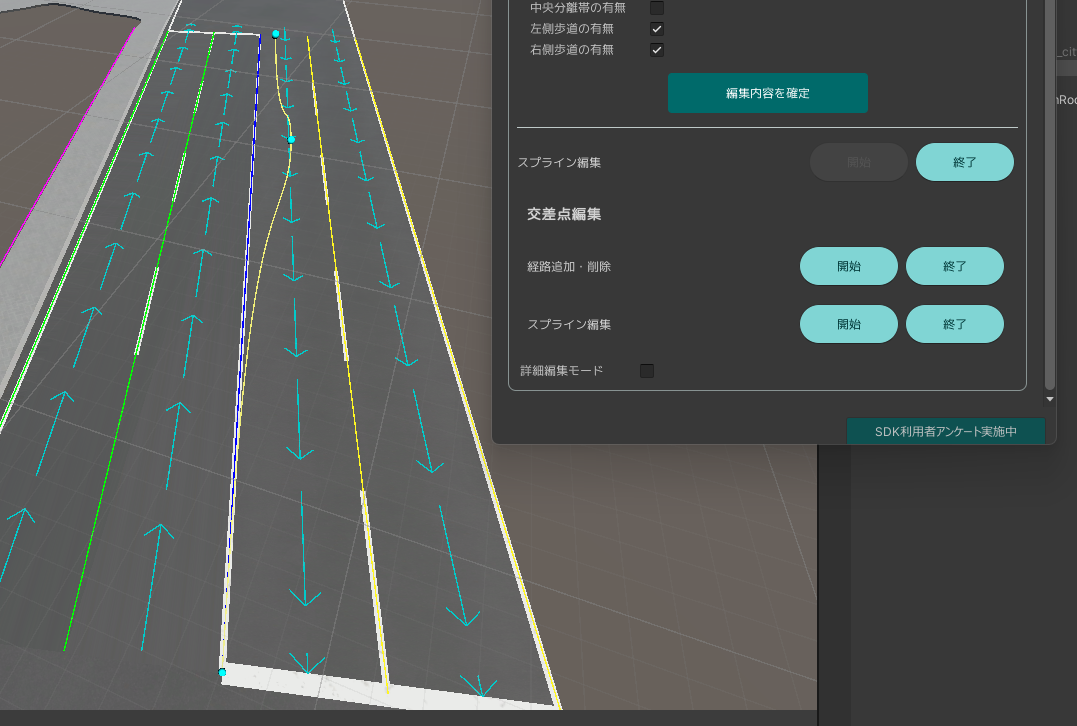 中央分離帯の有無
左側歩道の有無
右側歩道の有無
編集内容を確定
スプライン編集
開始
終了
交差点編集
経路追加・削除
開始
終了
スプライン編集
開始
終了
詳細編集モード
SDK利用者アンケート実施中